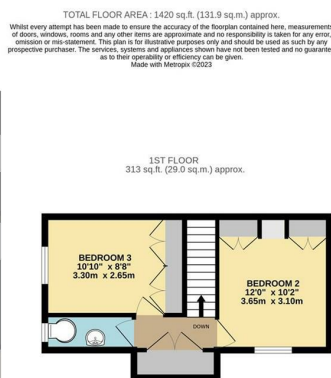 TOTAL FLOOR AREA : 1420 sq.ft. (131.9 sq.m.) approx.
Whilst every attempt has been made to ensure the accuracy of the floorplan contained here, measurements
of doors, windows, rooms and any other items are approximate and no responsibility is taken for any error,
omission or mis-statement. This plan is for illustrative purposes only and should be used as such by any
prospective purchaser. The services, systems and appliances shown have not been tested and no guarantee
as to their operability or efficiency can be given.
Made with Metropix ©2023
1ST FLOOR
313 sq.ft. (29.0 sq.m.) approx.
BEDROOM 3
10'10" x 8'8"
3.30m x 2.65m
BEDROOM 2
12'0" x 10'2"
3.65m x 3.10m
DOWN